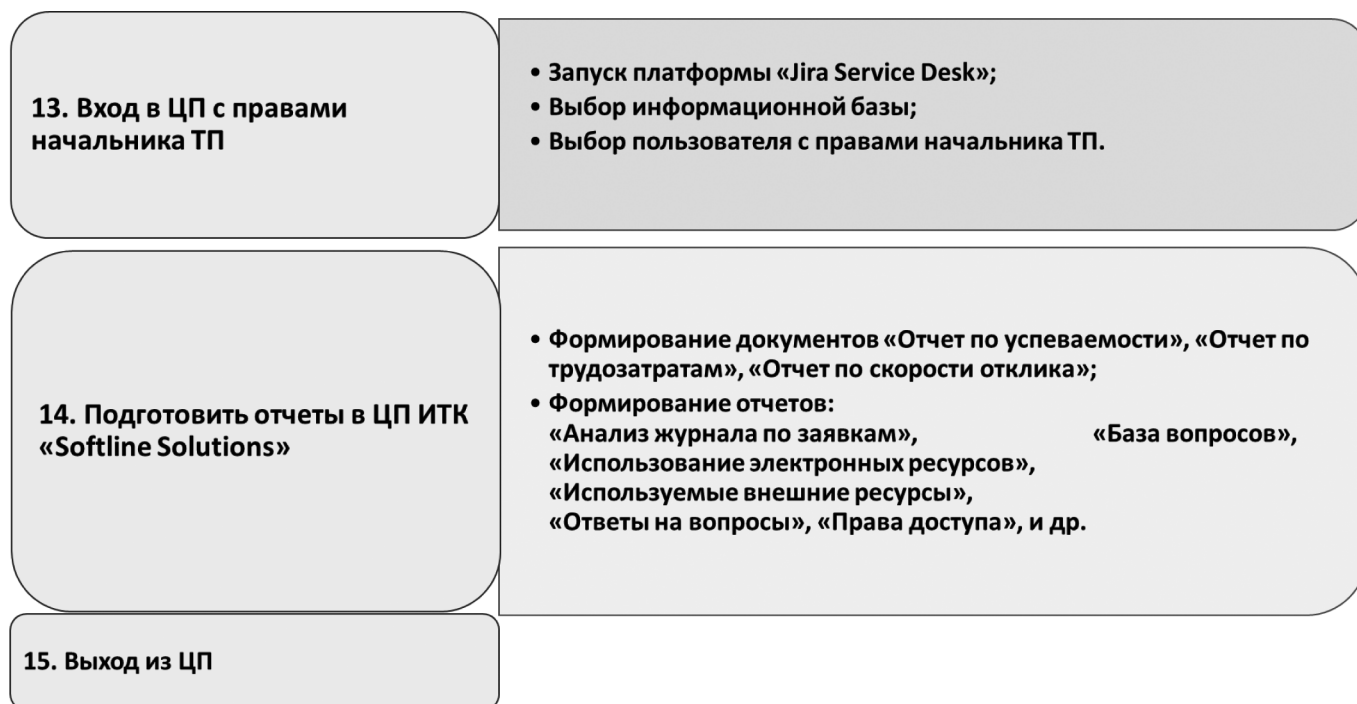 13. Вход в ЦП с правами
начальника ТП
• Запуск платформы «Jira Service Desk»;
• Выбор информационной базы;
• Выбор пользователя с правами начальника ТП.
14. Подготовить отчеты в ЦП ИТК
«Softline Solutions»
• Формирование документов «Отчет по успеваемости», «Отчет по
трудозатратам», «Отчет по скорости отклика»;
• Формирование отчетов:
«Анализ журнала по заявкам», «База вопросов»,
«Использование электронных ресурсов»,
«Используемые внешние ресурсы»,
«Ответы на вопросы», «Права доступа», и др.
15. Выход из ЦП